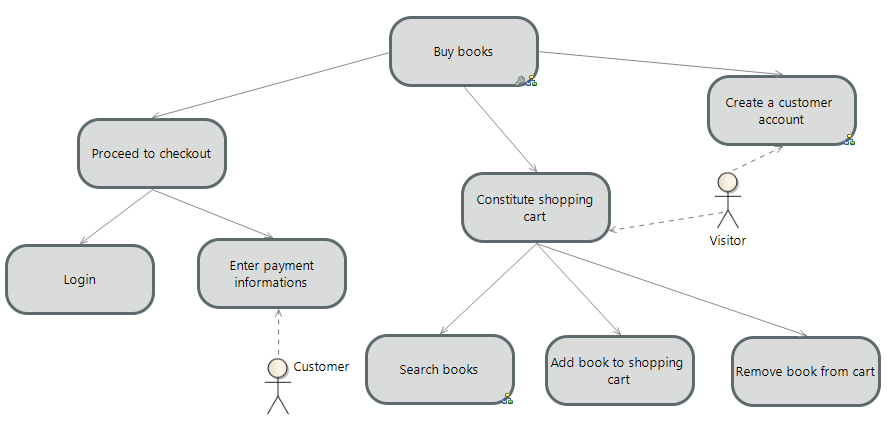 Buy books
Create a customer
account
Proceed to checkout
Constitute shopping
cart
Visitor
Login
Enter payment
informations
Customer
Search books
Add book to shopping
cart
Remove book from cart